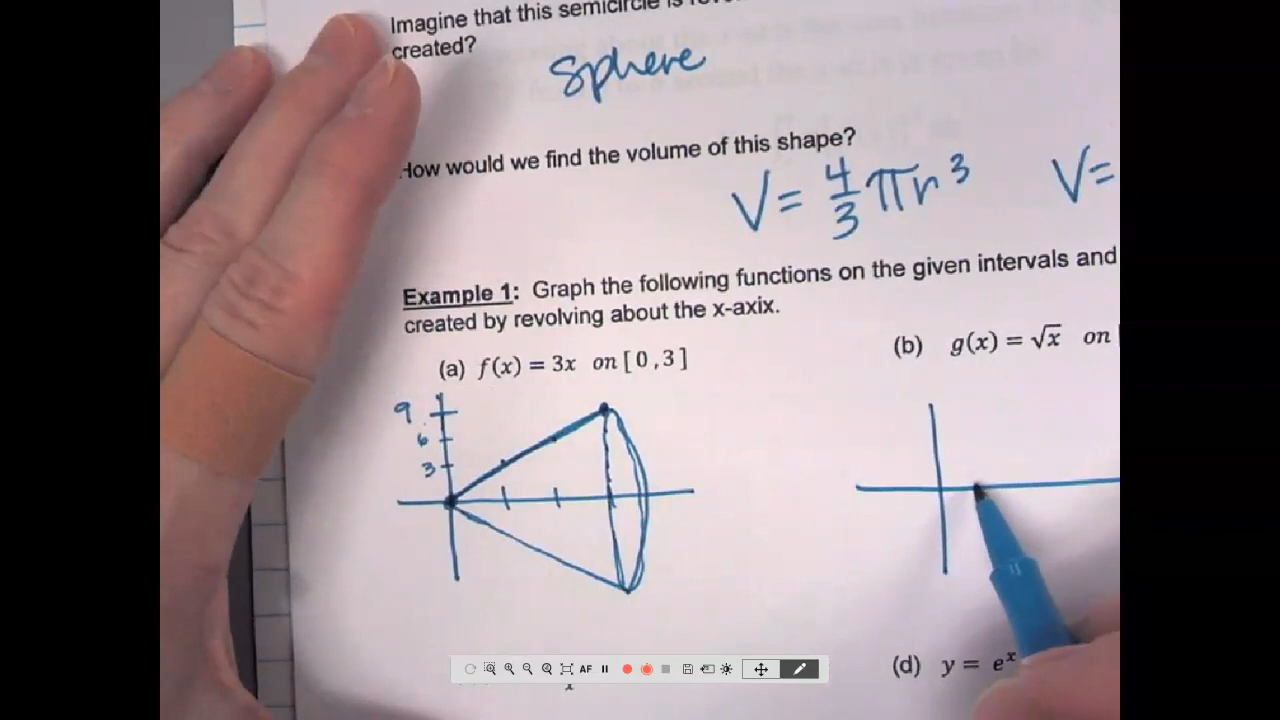 Imagine that this semicircle is
created?
sphere
How would we find the volume of this shape?
V = 4/3 πr³ V =
Example 1: Graph the following functions on the given intervals and
created by revolving about the x-axix.
(a) f(x) = 3x on [0,3]
(b) g(x) = √x on
9
6
3
AF
(d) y = eˣ
x